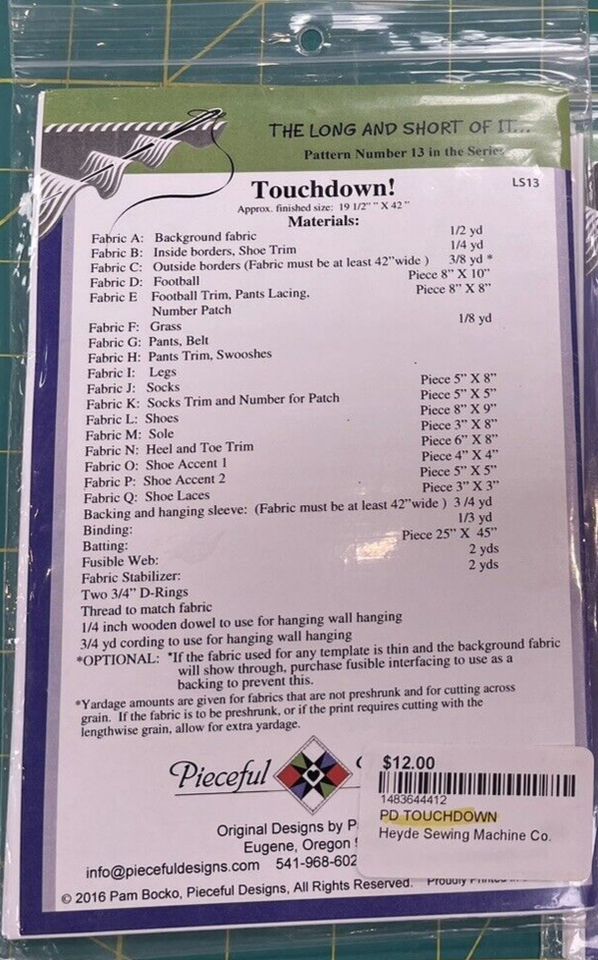 THE LONG AND SHORT OF IT...
Pattern Number 13 in the Series
Touchdown! LS13
Approx. finished size: 19 1/2" " X 42 "
Materials:
Fabric A: Background fabric 1/2 yd
Fabric B: Inside borders, Shoe Trim 1/4 yd
Fabric C: Outside borders (Fabric must be at least 42"wide ) 3/8 yd *
Fabric D: Football Piece 8" X 10"
Fabric E Football Trim, Pants Lacing, Piece 8" X 8"
Number Patch
Fabric F: Grass 1/8 yd
Fabric G: Pants, Belt
Fabric H: Pants Trim, Swooshes
Fabric I: Legs
Fabric J: Socks Piece 5" X 8"
Fabric K: Socks Trim and Number for Patch Piece 5" X 5"
Fabric L: Shoes Piece 8" X 9"
Fabric M: Sole Piece 3" X 8"
Fabric N: Heel and Toe Trim Piece 6" X 8"
Fabric O: Shoe Accent 1 Piece 4" X 4"
Fabric P: Shoe Accent 2 Piece 5" X 5"
Fabric Q: Shoe Laces Piece 3" X 3"
Backing and hanging sleeve: (Fabric must be at least 42"wide ) 3 /4 yd
Binding: 1/3 yd
Batting: Piece 25" X 45"
Fusible Web: 2 yds
Fabric Stabilizer: 2 yds
Two 3/4" D-Rings
Thread to match fabric
1/4 inch wooden dowel to use for hanging wall hanging
3/4 yd cording to use for hanging wall hanging
*OPTIONAL: *If the fabric used for any template is thin and the background fabric
will show through, purchase fusible interfacing to use as a
backing to prevent this.
*Yardage amounts are given for fabrics that are not preshrunk and for cutting across
grain. If the fabric is to be preshrunk, or if the print requires cutting with the
lengthwise grain, allow for extra yardage.
Pieceful
Original Designs by P
Eugene, Oregon
info@piecefuldesigns.com 541-968-602
© 2016 Pam Bocko, Pieceful Designs, All Rights Reserved. Proudly Printed in
$12.00
1483644412
PD TOUCHDOWN
Heyde Sewing Machine Co.